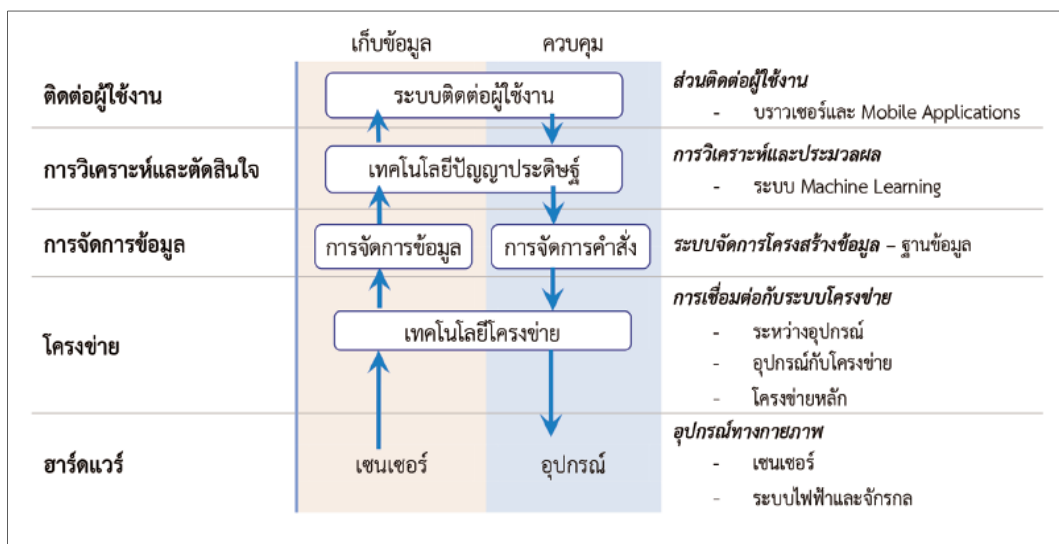 เก็บข้อมูล ควบคุม
ติดต่อผู้ใช้งาน
ระบบติดต่อผู้ใช้งาน
ส่วนติดต่อผู้ใช้งาน
- บราวเซอร์และ Mobile Applications
การวิเคราะห์และตัดสินใจ
เทคโนโลยีปัญญาประดิษฐ์
การวิเคราะห์และประมวลผล
- ระบบ Machine Learning
การจัดการข้อมูล
การจัดการข้อมูล
การจัดการคำสั่ง
ระบบจัดการโครงสร้างข้อมูล – ฐานข้อมูล
โครงข่าย
เทคโนโลยีโครงข่าย
การเชื่อมต่อกับระบบโครงข่าย
- ระหว่างอุปกรณ์
- อุปกรณ์กับโครงข่าย
- โครงข่ายหลัก
ฮาร์ดแวร์
เซนเซอร์
อุปกรณ์
อุปกรณ์ทางกายภาพ
- เซนเซอร์
- ระบบไฟฟ้าและจักรกล